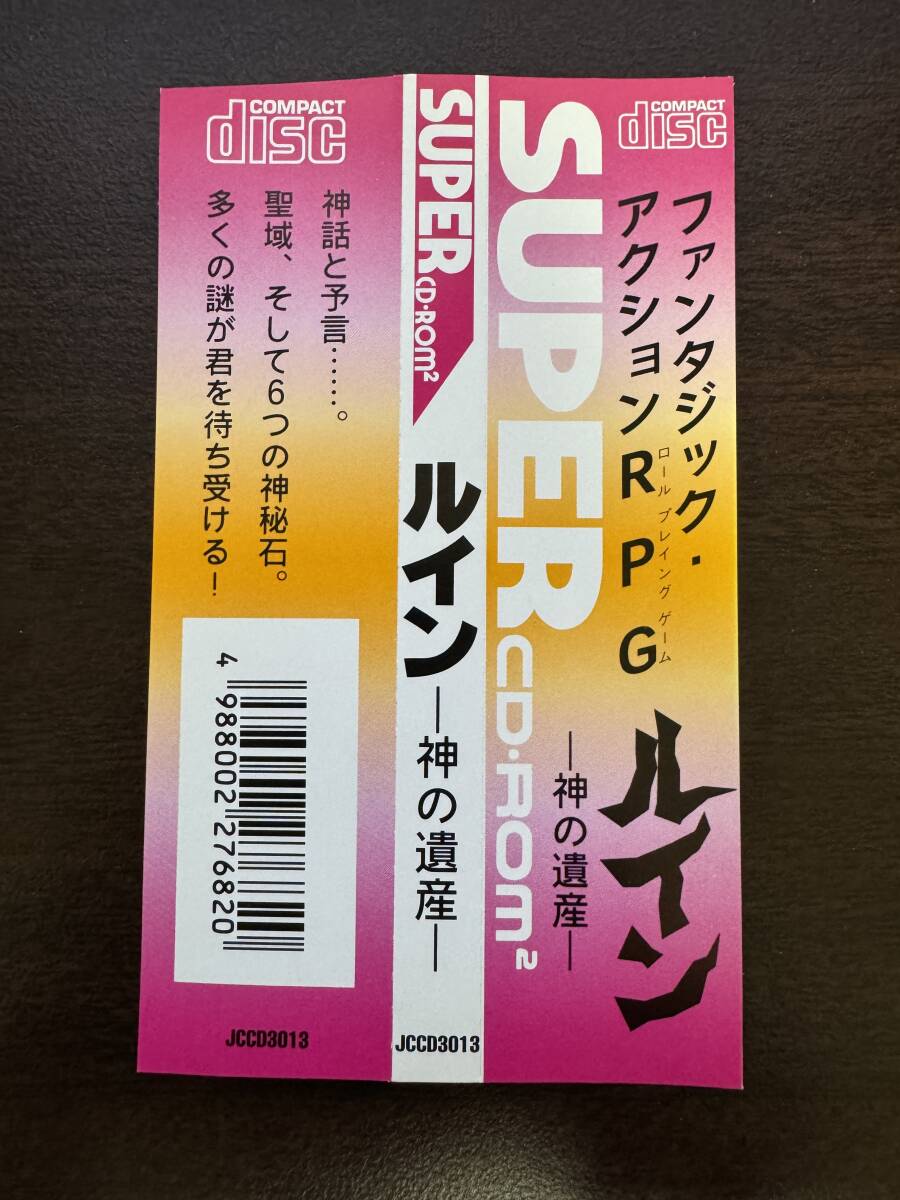 COMPACT
disc
ファンタジック・
アクションRPG
ロール プレイング ゲーム
ルイン
―神の遺産―
SUPER CD・ROM²
SUPER CD・ROM²
ルイン―神の遺産―
JCCD3013
COMPACT
disc
神話と予言……。
聖域、そして6つの神秘石。
多くの謎が君を待ち受ける!
4 988002 276820
JCCD3013